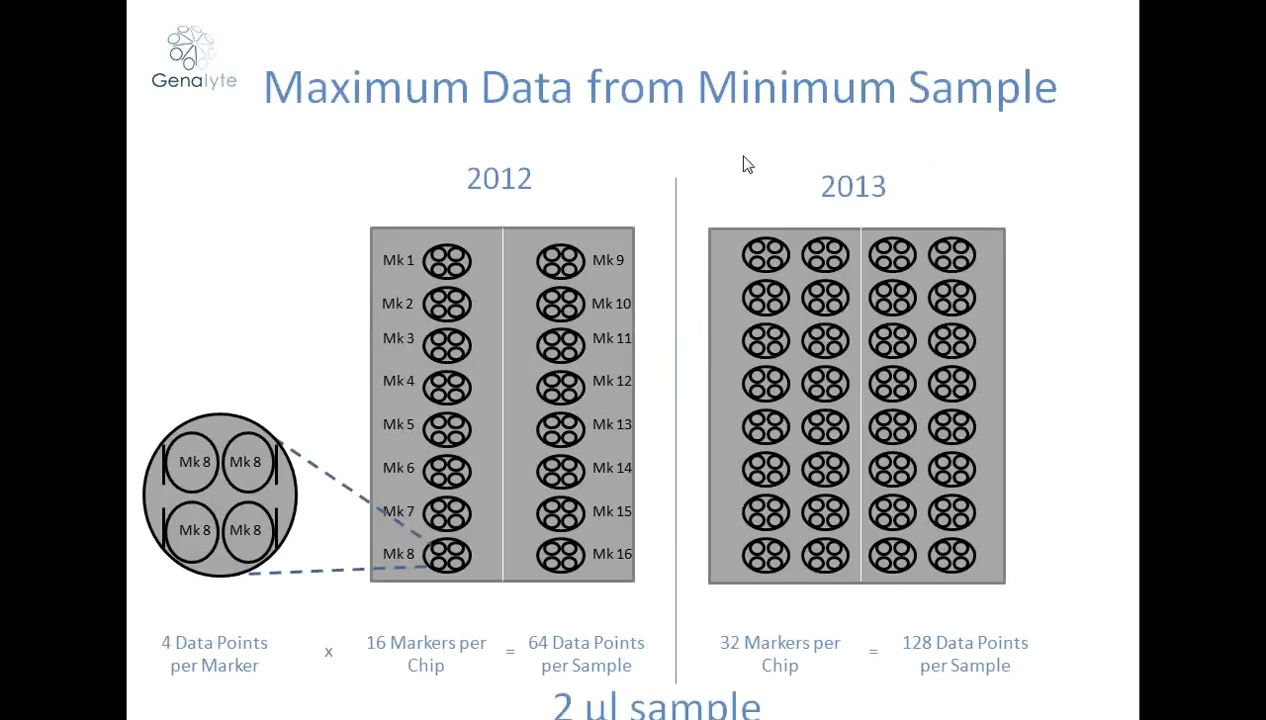 Genalyte
Maximum Data from Minimum Sample
2012
2013
Mk 1
Mk 9
Mk 2
Mk 10
Mk 3
Mk 11
Mk 4
Mk 12
Mk 5
Mk 13
Mk 6
Mk 14
Mk 7
Mk 15
Mk 8
Mk 16
Mk 8 Mk 8
Mk 8 Mk 8
4 Data Points
per Marker
x
16 Markers per
Chip
=
64 Data Points
per Sample
32 Markers per
Chip
=
128 Data Points
per Sample
2 µl sample